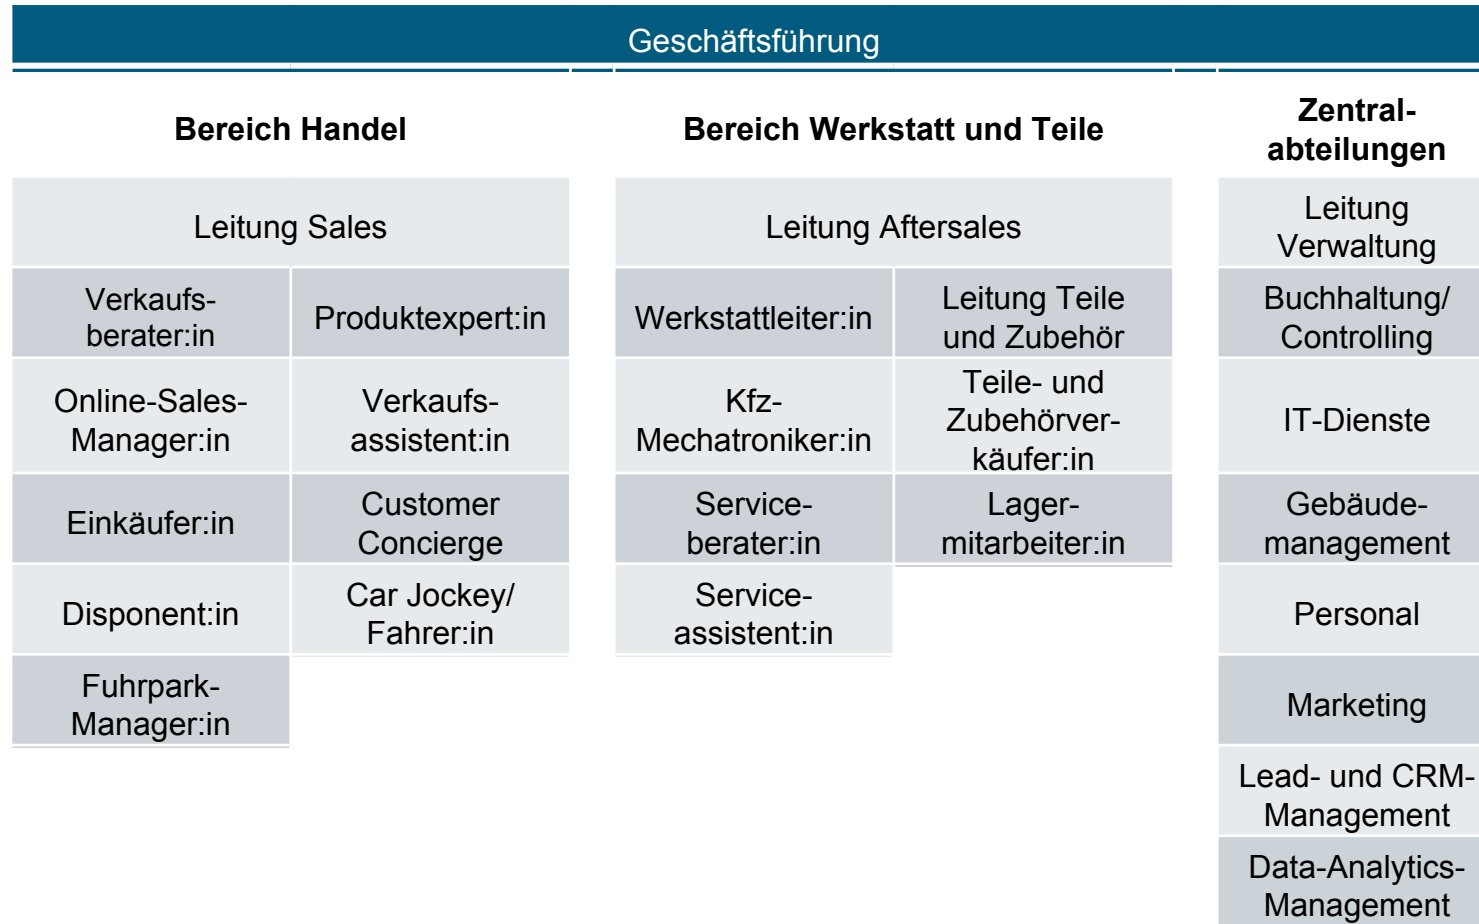 Geschäftsführung
Bereich Handel
Bereich Werkstatt und Teile
Zentral-
abteilungen
Leitung Sales
Leitung Aftersales
Leitung
Verwaltung
Verkaufs-
berater:in
Produktexpert:in
Werkstattleiter:in
Leitung Teile
und Zubehör
Buchhaltung/
Controlling
Online-Sales-
Manager:in
Verkaufs-
assistent:in
Kfz-
Mechatroniker:in
Teile- und
Zubehörver-
käufer:in
IT-Dienste
Einkäufer:in
Customer
Concierge
Service-
berater:in
Lager-
mitarbeiter:in
Gebäude-
management
Disponent:in
Car Jockey/
Fahrer:in
Service-
assistent:in
Personal
Fuhrpark-
Manager:in
Marketing
Lead- und CRM-
Management
Data-Analytics-
Management